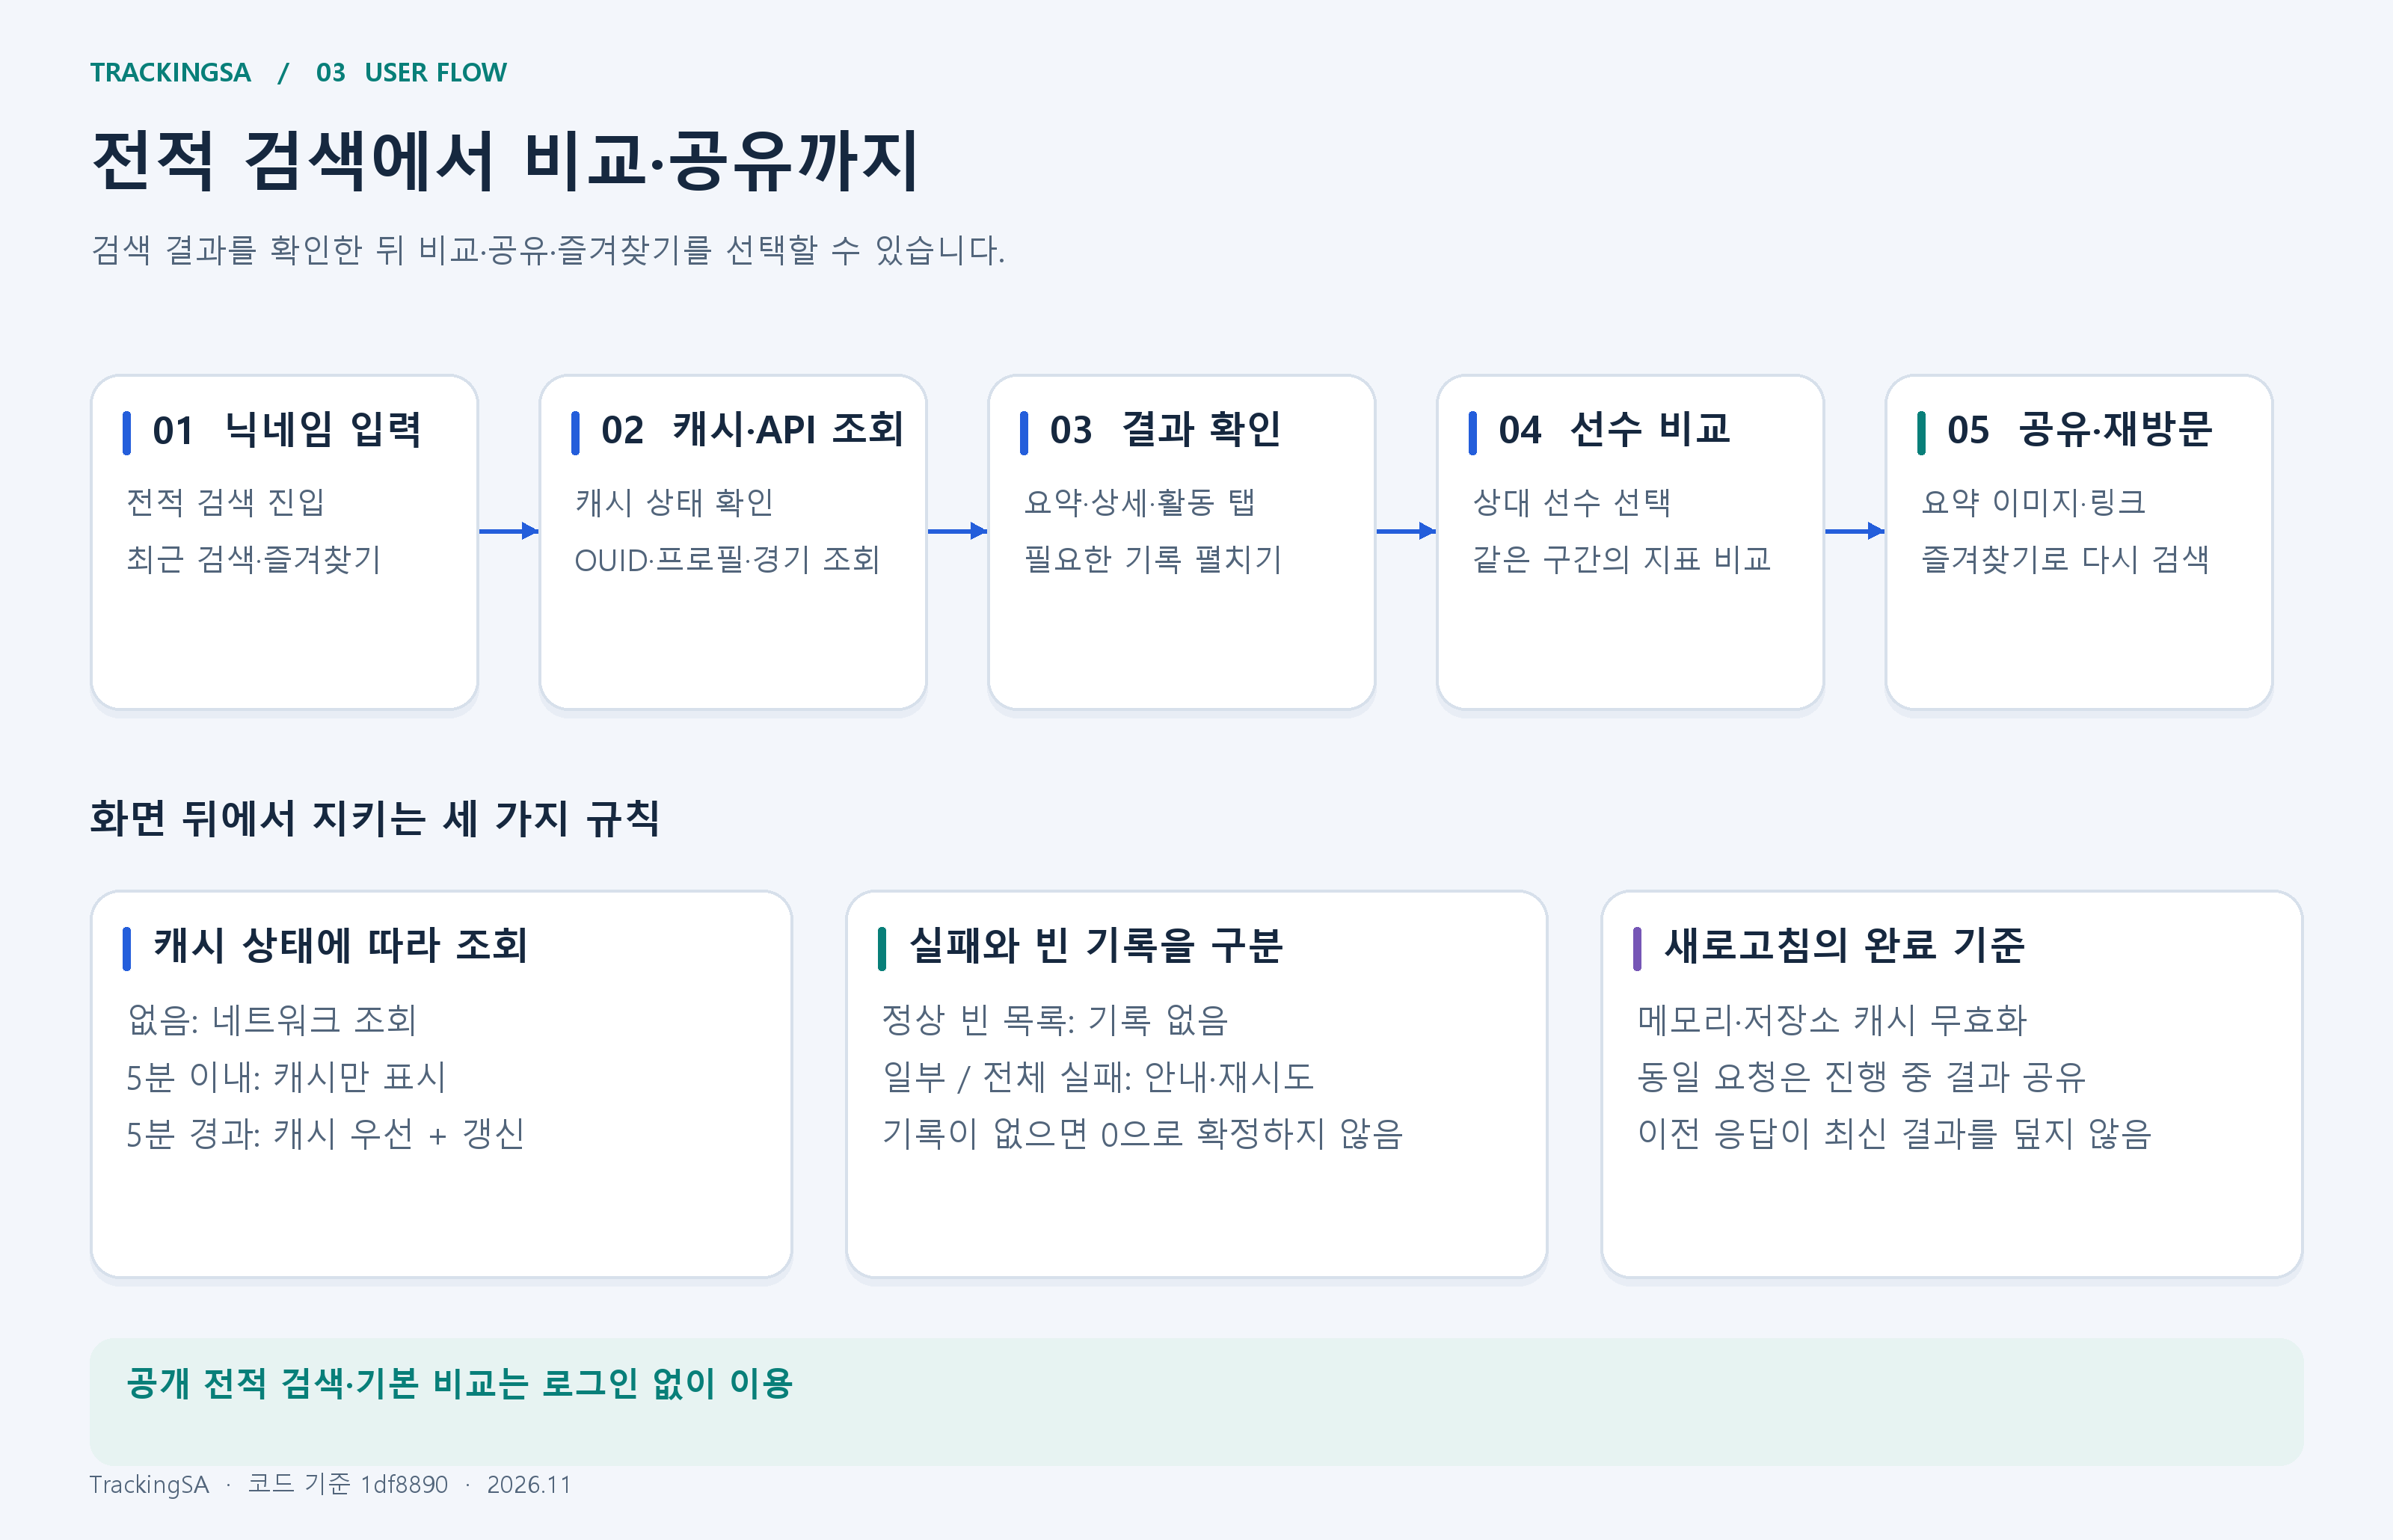 TRACKINGSA / 03 USER FLOW
전적 검색에서 비교·공유까지
검색 결과를 확인한 뒤 비교·공유·즐겨찾기를 선택할 수 있습니다.
01 닉네임 입력
전적 검색 진입
최근 검색·즐겨찾기
02 캐시·API 조회
캐시 상태 확인
OUID·프로필·경기 조회
03 결과 확인
요약·상세·활동 탭
필요한 기록 펼치기
04 선수 비교
상대 선수 선택
같은 구간의 지표 비교
05 공유·재방문
요약 이미지·링크
즐겨찾기로 다시 검색
화면 뒤에서 지키는 세 가지 규칙
캐시 상태에 따라 조회
없음: 네트워크 조회
5분 이내: 캐시만 표시
5분 경과: 캐시 우선 + 갱신
실패와 빈 기록을 구분
정상 빈 목록: 기록 없음
일부 / 전체 실패: 안내·재시도
기록이 없으면 0으로 확정하지 않음
새로고침의 완료 기준
메모리·저장소 캐시 무효화
동일 요청은 진행 중 결과 공유
이전 응답이 최신 결과를 덮지 않음
공개 전적 검색·기본 비교는 로그인 없이 이용
TrackingSA · 코드 기준 1df8890 · 2026.11